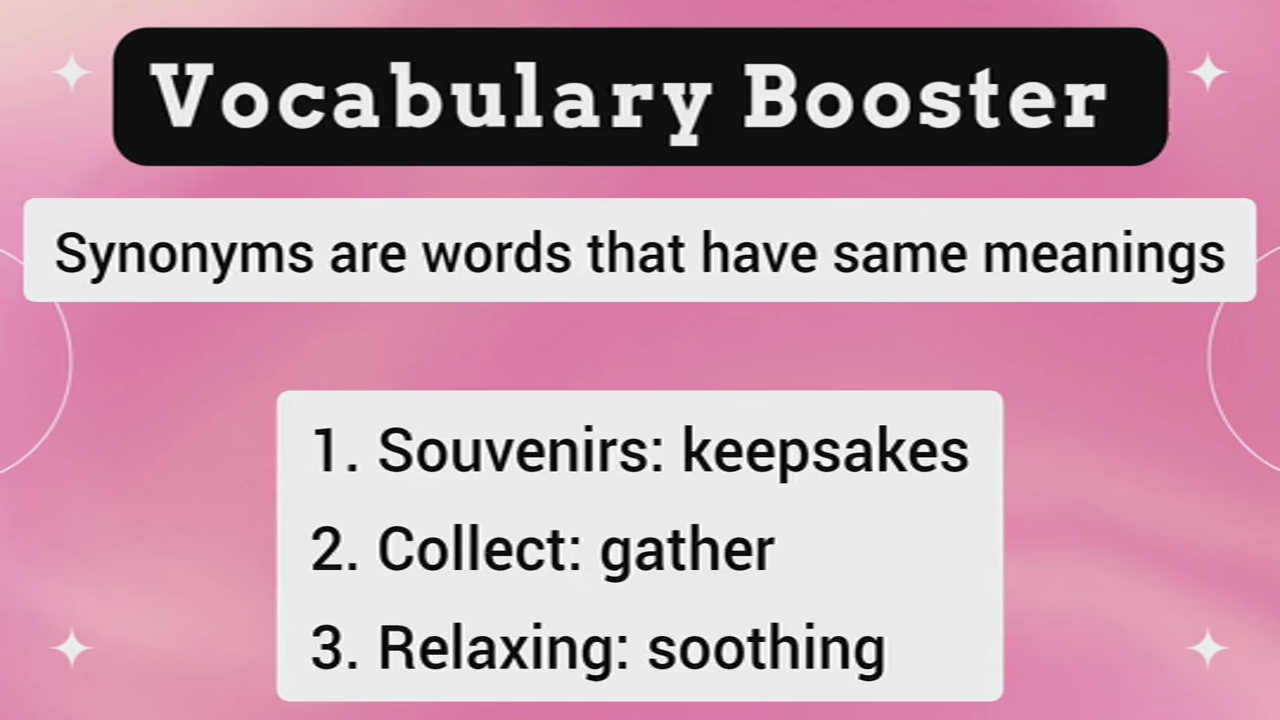 Vocabulary Booster
Synonyms are words that have same meanings
1. Souvenirs: keepsakes
2. Collect: gather
3. Relaxing: soothing